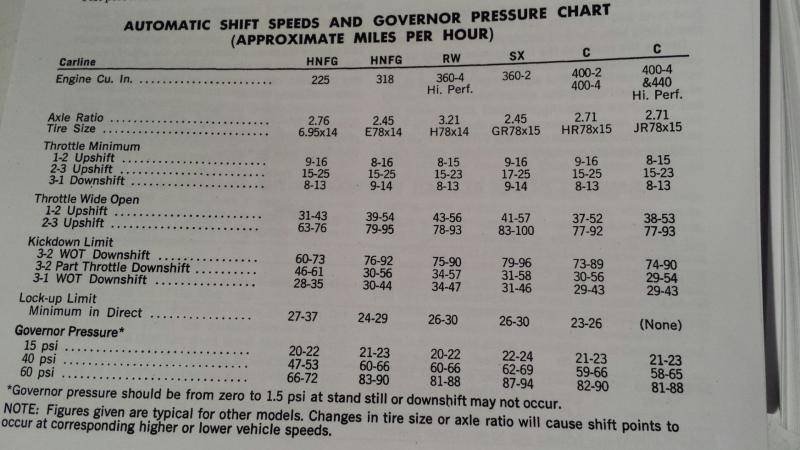 AUTOMATIC SHIFT SPEEDS AND GOVERNOR PRESSURE CHART
(APPROXIMATE MILES PER HOUR)
Carline HNFG HNFG RW SX C C
Engine Cu. In. 225 318 360-4 Hi. Perf. 360-2 400-2 400-4 400-4 &440 Hi. Perf.
Axle Ratio 2.76 2.45 3.21 2.45 2.71 2.71
Tire Size 6.95x14 E78x14 H78x14 GR78x15 HR78x15 JR78x15
Throttle Minimum
1-2 Upshift 9-16 8-16 8-15 9-16 9-16 8-15
2-3 Upshift 15-25 15-25 15-23 17-25 15-25 15-23
3-1 Downshift 8-13 9-14 8-13 9-14 8-13 8-13
Throttle Wide Open
1-2 Upshift 31-43 39-54 43-56 41-57 37-52 38-53
2-3 Upshift 63-76 79-95 78-93 83-100 77-92 77-93
Kickdown Limit
3-2 WOT Downshift 60-73 76-92 75-90 79-96 73-89 74-90
3-2 Part Throttle Downshift 46-61 30-56 34-57 31-58 30-56 29-54
3-1 WOT Downshift 28-35 30-44 34-47 31-46 29-43 29-43
Lock-up Limit
Minimum in Direct 27-37 24-29 26-30 26-30 23-26 (None)
Governor Pressure*
15 psi 20-22 21-23 20-22 22-24 21-23 21-23
40 psi 47-53 60-66 60-66 62-69 59-66 58-65
60 psi 66-72 83-90 81-88 87-94 82-90 81-88
*Governor pressure should be from zero to 1.5 psi at stand still or downshift may not occur.
NOTE: Figures given are typical for other models. Changes in tire size or axle ratio will cause shift points to
occur at corresponding higher or lower vehicle speeds.